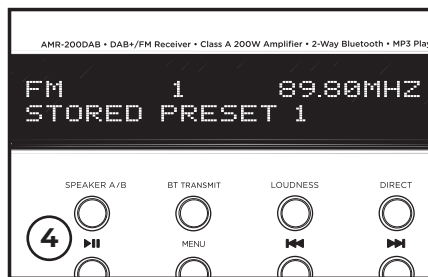 AMR-200DAB • DAB+/FM Receiver • Class A 200W Amplifier • 2-Way Bluetooth • MP3 Play
FM 1 89.80MHZ
STORED PRESET 1
SPEAKER A/B BT TRANSMIT LOUDNESS DIRECT
4
MENU